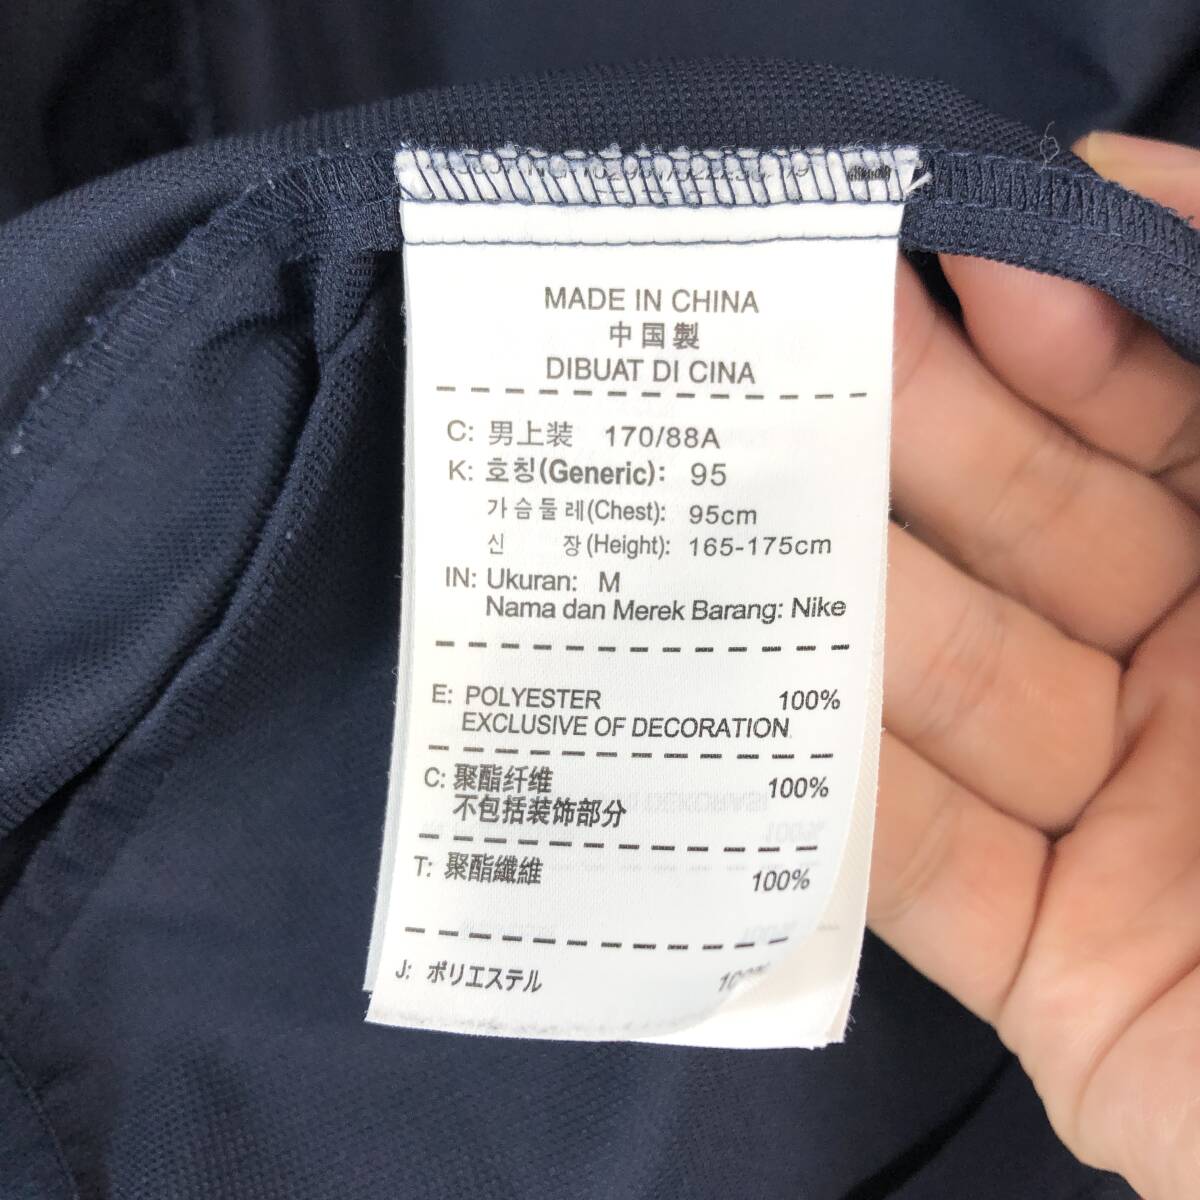 MADE IN CHINA
中国製
DIBUAT DI CINA
C: 男上装 170/88A
K: 호칭(Generic): 95
가슴둘레(Chest): 95cm
신 장(Height): 165-175cm
IN: Ukuran: M
Nama dan Merek Barang: Nike
E: POLYESTER 100%
EXCLUSIVE OF DECORATION
C: 聚酯纤维 100%
不包括装饰部分
T: 聚酯纖維 100%
J: ポリエステル 100%